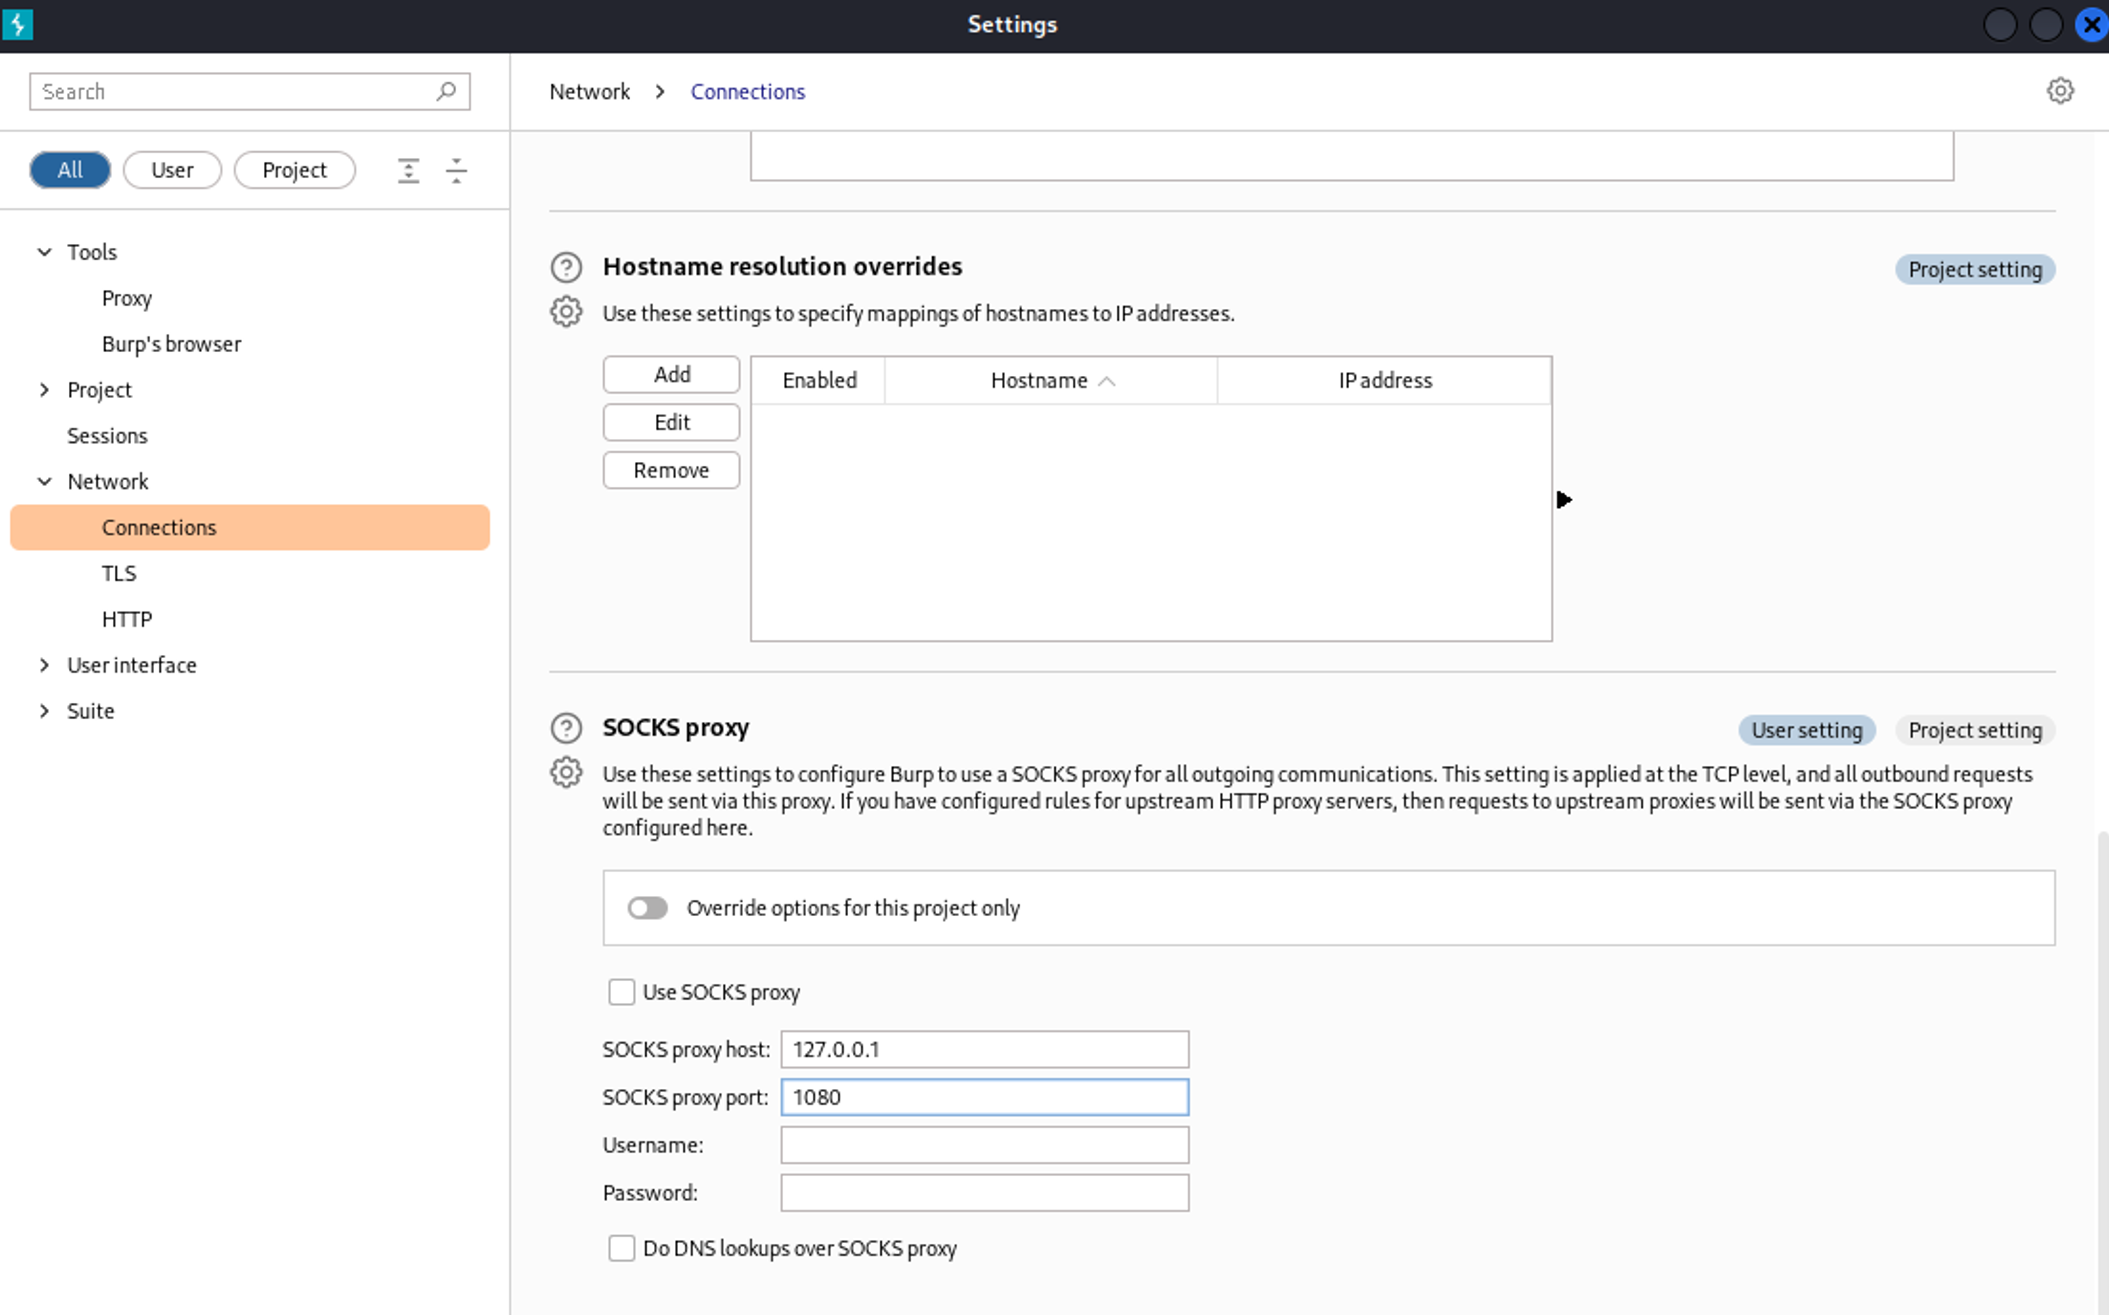 Settings
Search
Network > Connections
All User Project
Tools
Proxy
Burp's browser
Project
Sessions
Network
Connections
TLS
HTTP
User interface
Suite
Hostname resolution overrides
Project setting
Use these settings to specify mappings of hostnames to IP addresses.
Add
Edit
Remove
Enabled Hostname IP address
SOCKS proxy
User setting Project setting
Use these settings to configure Burp to use a SOCKS proxy for all outgoing communications. This setting is applied at the TCP level, and all outbound requests
will be sent via this proxy. If you have configured rules for upstream HTTP proxy servers, then requests to upstream proxies will be sent via the SOCKS proxy
configured here.
Override options for this project only
Use SOCKS proxy
SOCKS proxy host: 127.0.0.1
SOCKS proxy port: 1080
Username:
Password:
Do DNS lookups over SOCKS proxy